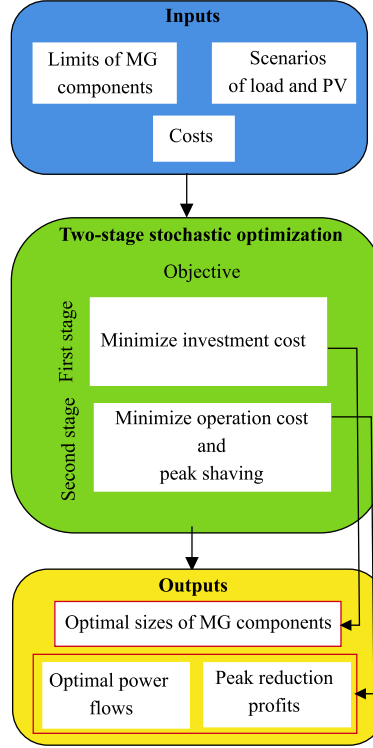 Inputs
Limits of MG
components
Scenarios
of load and PV
Costs
Two-stage stochastic optimization
Objective
First stage
Minimize investment cost
Second stage
Minimize operation cost
and
peak shaving
Outputs
Optimal sizes of MG components
Optimal power
flows
Peak reduction
profits